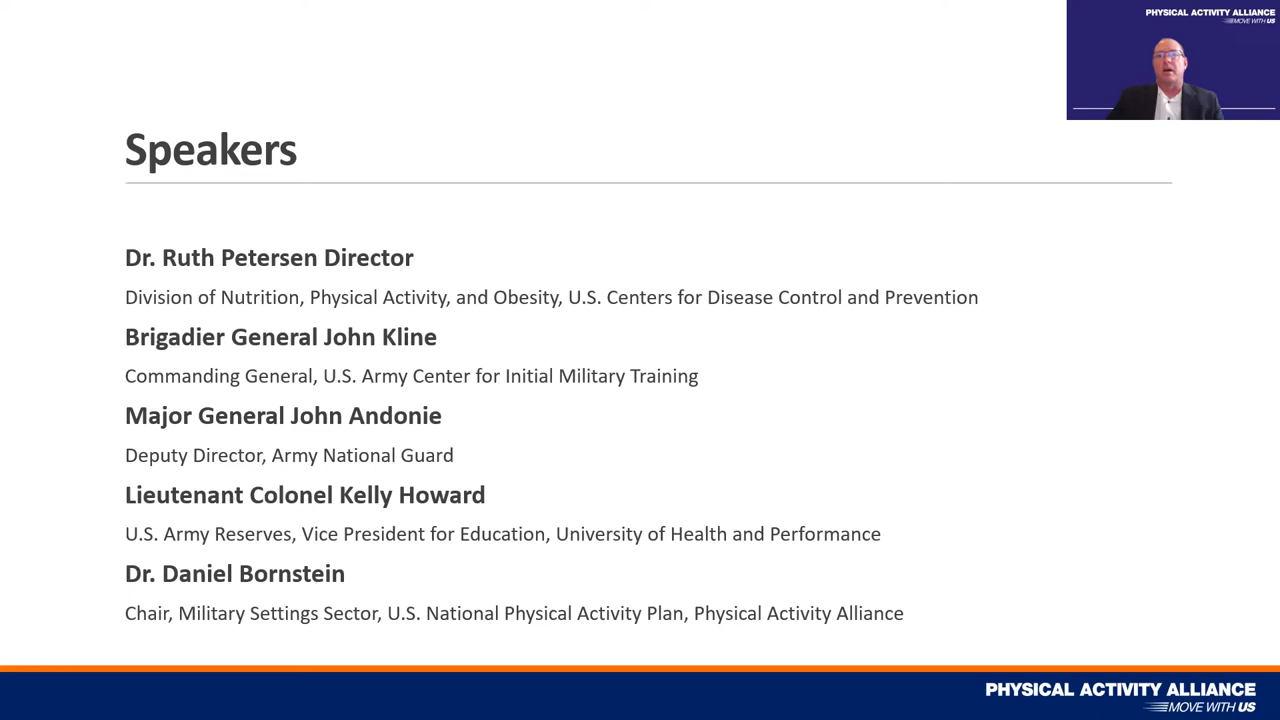 PHYSICAL ACTIVITY ALLIANCE
MOVE WITH US
Speakers
Dr. Ruth Petersen Director
Division of Nutrition, Physical Activity, and Obesity, U.S. Centers for Disease Control and Prevention
Brigadier General John Kline
Commanding General, U.S. Army Center for Initial Military Training
Major General John Andonie
Deputy Director, Army National Guard
Lieutenant Colonel Kelly Howard
U.S. Army Reserves, Vice President for Education, University of Health and Performance
Dr. Daniel Bornstein
Chair, Military Settings Sector, U.S. National Physical Activity Plan, Physical Activity Alliance
PHYSICAL ACTIVITY ALLIANCE
MOVE WITH US